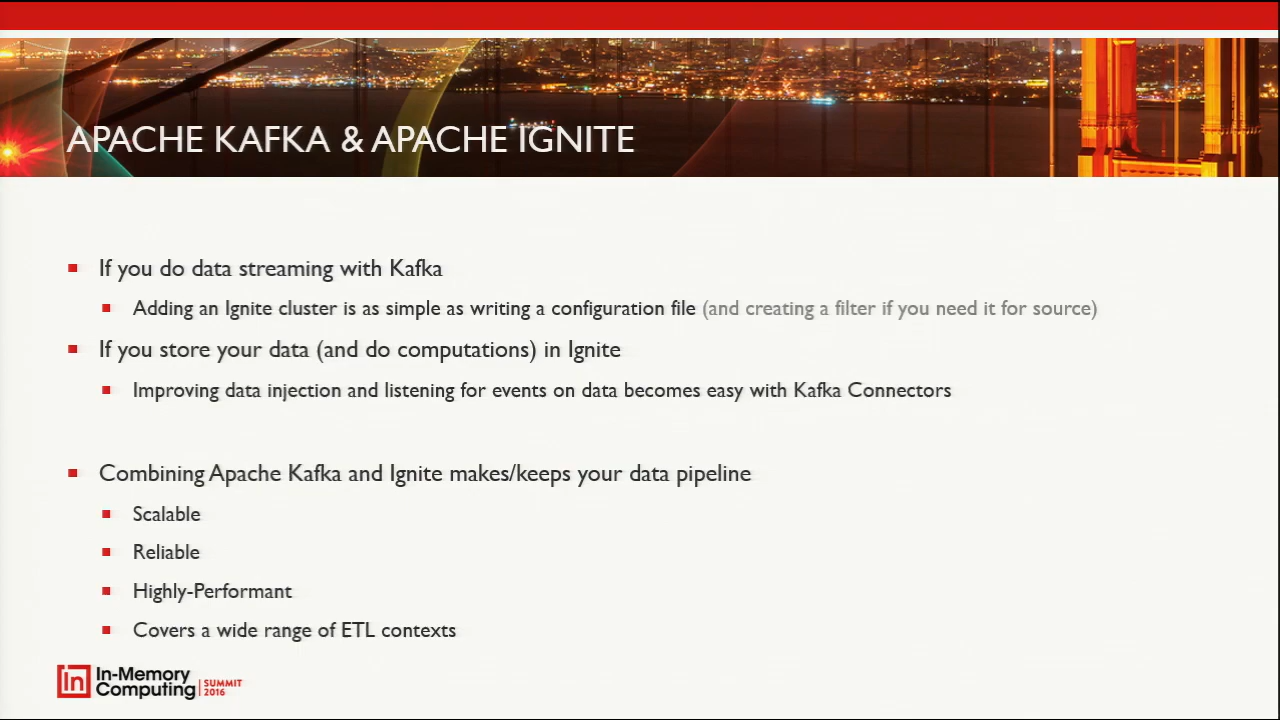 APACHE KAFKA & APACHE IGNITE
If you do data streaming with Kafka
Adding an Ignite cluster is as simple as writing a configuration file (and creating a filter if you need it for source)
If you store your data (and do computations) in Ignite
Improving data injection and listening for events on data becomes easy with Kafka Connectors
Combining Apache Kafka and Ignite makes/keeps your data pipeline
Scalable
Reliable
Highly-Performant
Covers a wide range of ETL contexts
in In-Memory
Computing
SUMMIT
2016